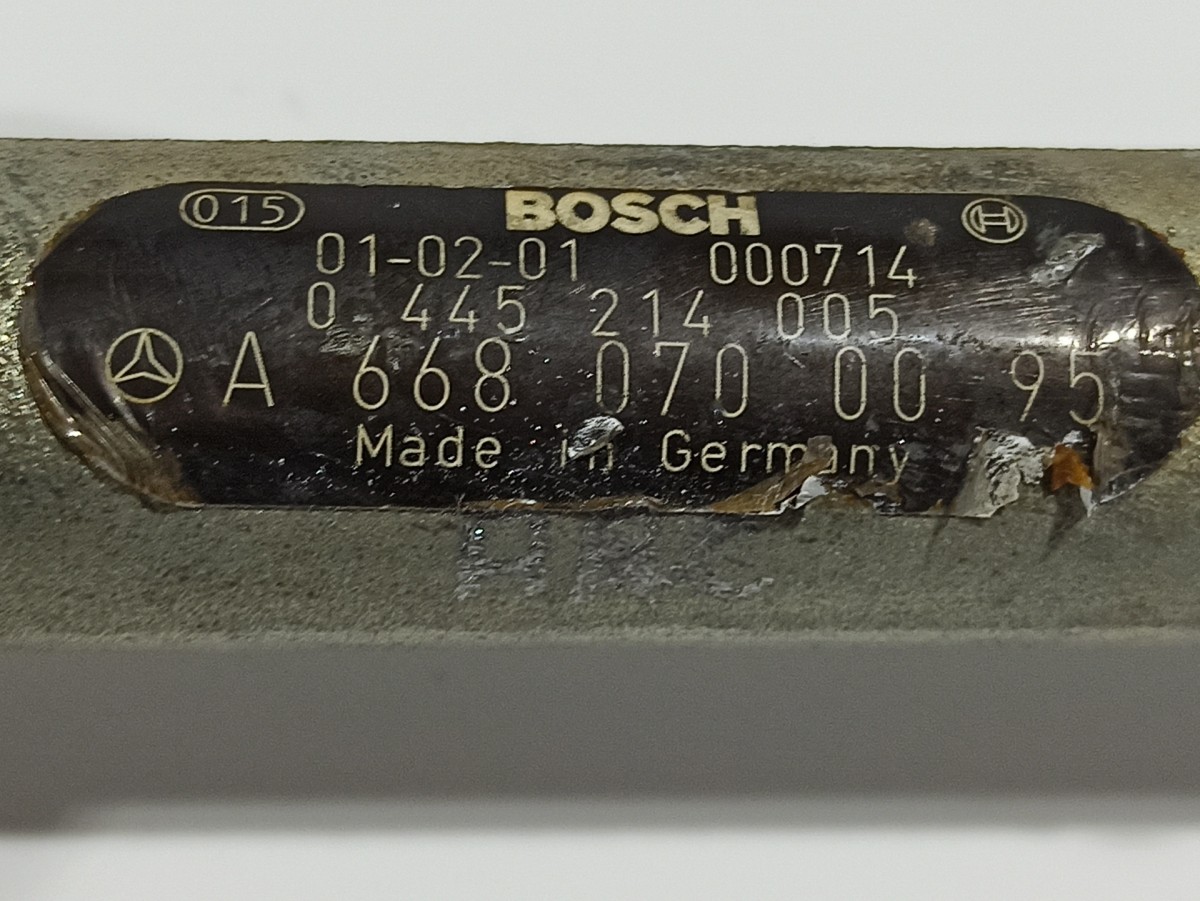 015 BOSCH
01-02-01 000714
0 445 214 005
A 668 070 00 95
Made in Germany